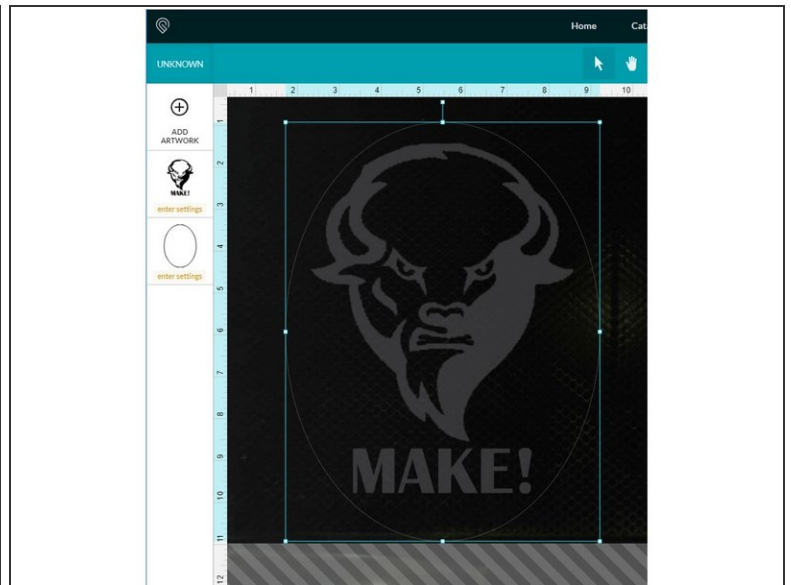 Home Cat
UNKNOWN
1 2 3 4 5 6 7 8 9 10
ADD
ARTWORK
MAKE!
enter settings
enter settings
1
2
3
4
5
6
7
8
9
10
11
12
MAKE!